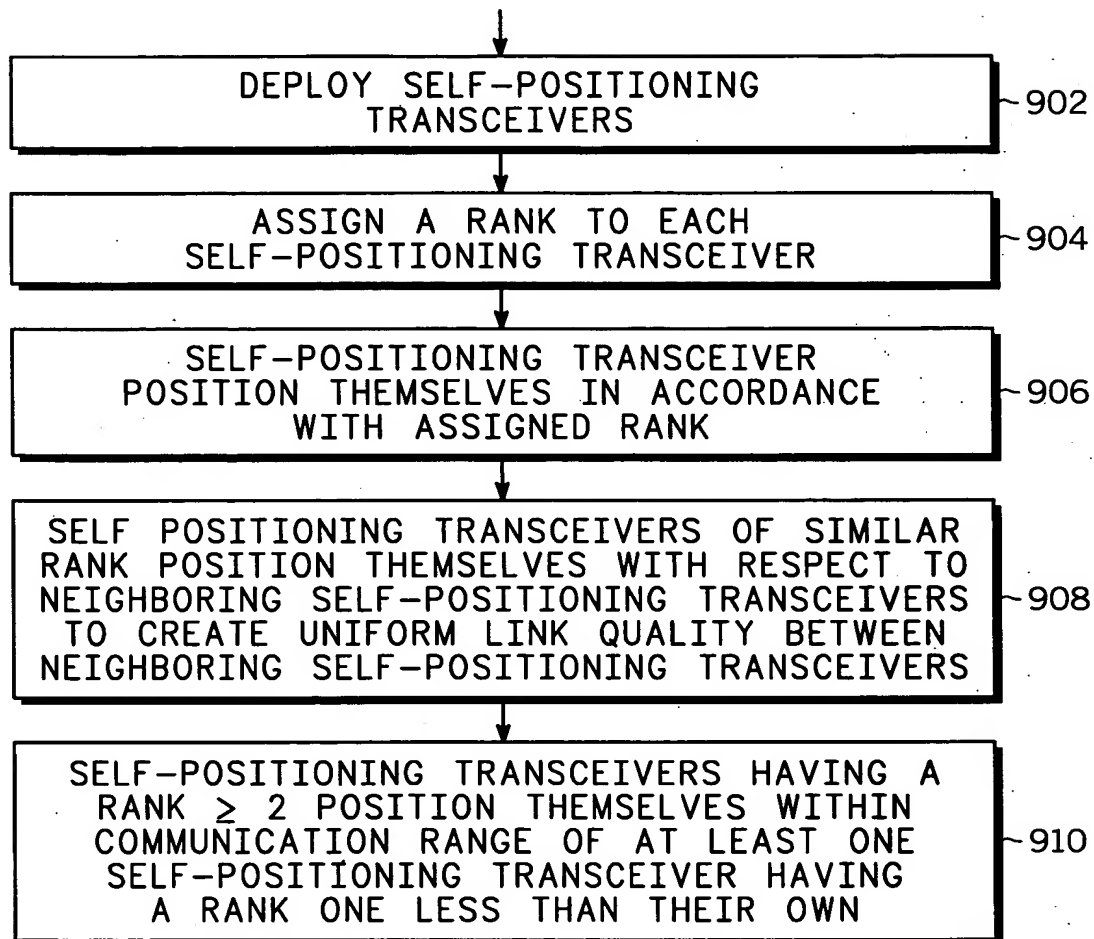 DEPLOY SELF-POSITIONING
TRANSCEIVERS
902
ASSIGN A RANK TO EACH
SELF-POSITIONING TRANSCEIVER
904
SELF-POSITIONING TRANSCEIVER
POSITION THEMSELVES IN ACCORDANCE
WITH ASSIGNED RANK
906
SELF POSITIONING TRANSCEIVERS OF SIMILAR
RANK POSITION THEMSELVES WITH RESPECT TO
NEIGHBORING SELF-POSITIONING TRANSCEIVERS
TO CREATE UNIFORM LINK QUALITY BETWEEN
NEIGHBORING SELF-POSITIONING TRANSCEIVERS
908
SELF-POSITIONING TRANSCEIVERS HAVING A
RANK ≥ 2 POSITION THEMSELVES WITHIN
COMMUNICATION RANGE OF AT LEAST ONE
SELF-POSITIONING TRANSCEIVER HAVING
A RANK ONE LESS THAN THEIR OWN
910